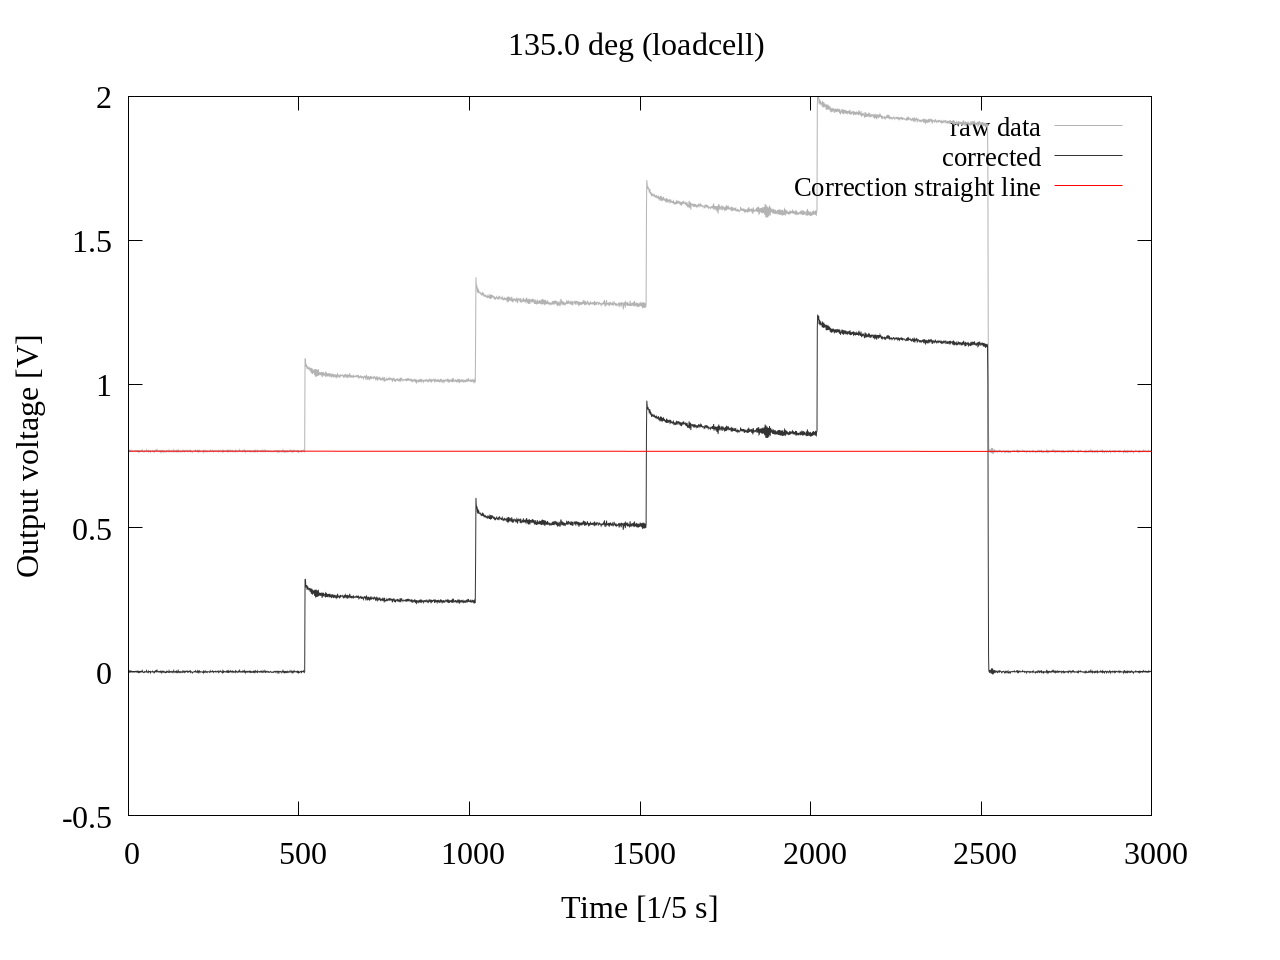 135.0 deg (loadcell)
2
1.5
1
0.5
0
-0.5
raw data
corrected
Correction straight line
Output voltage [V]
0 500 1000 1500 2000 2500 3000
Time [1/5 s]